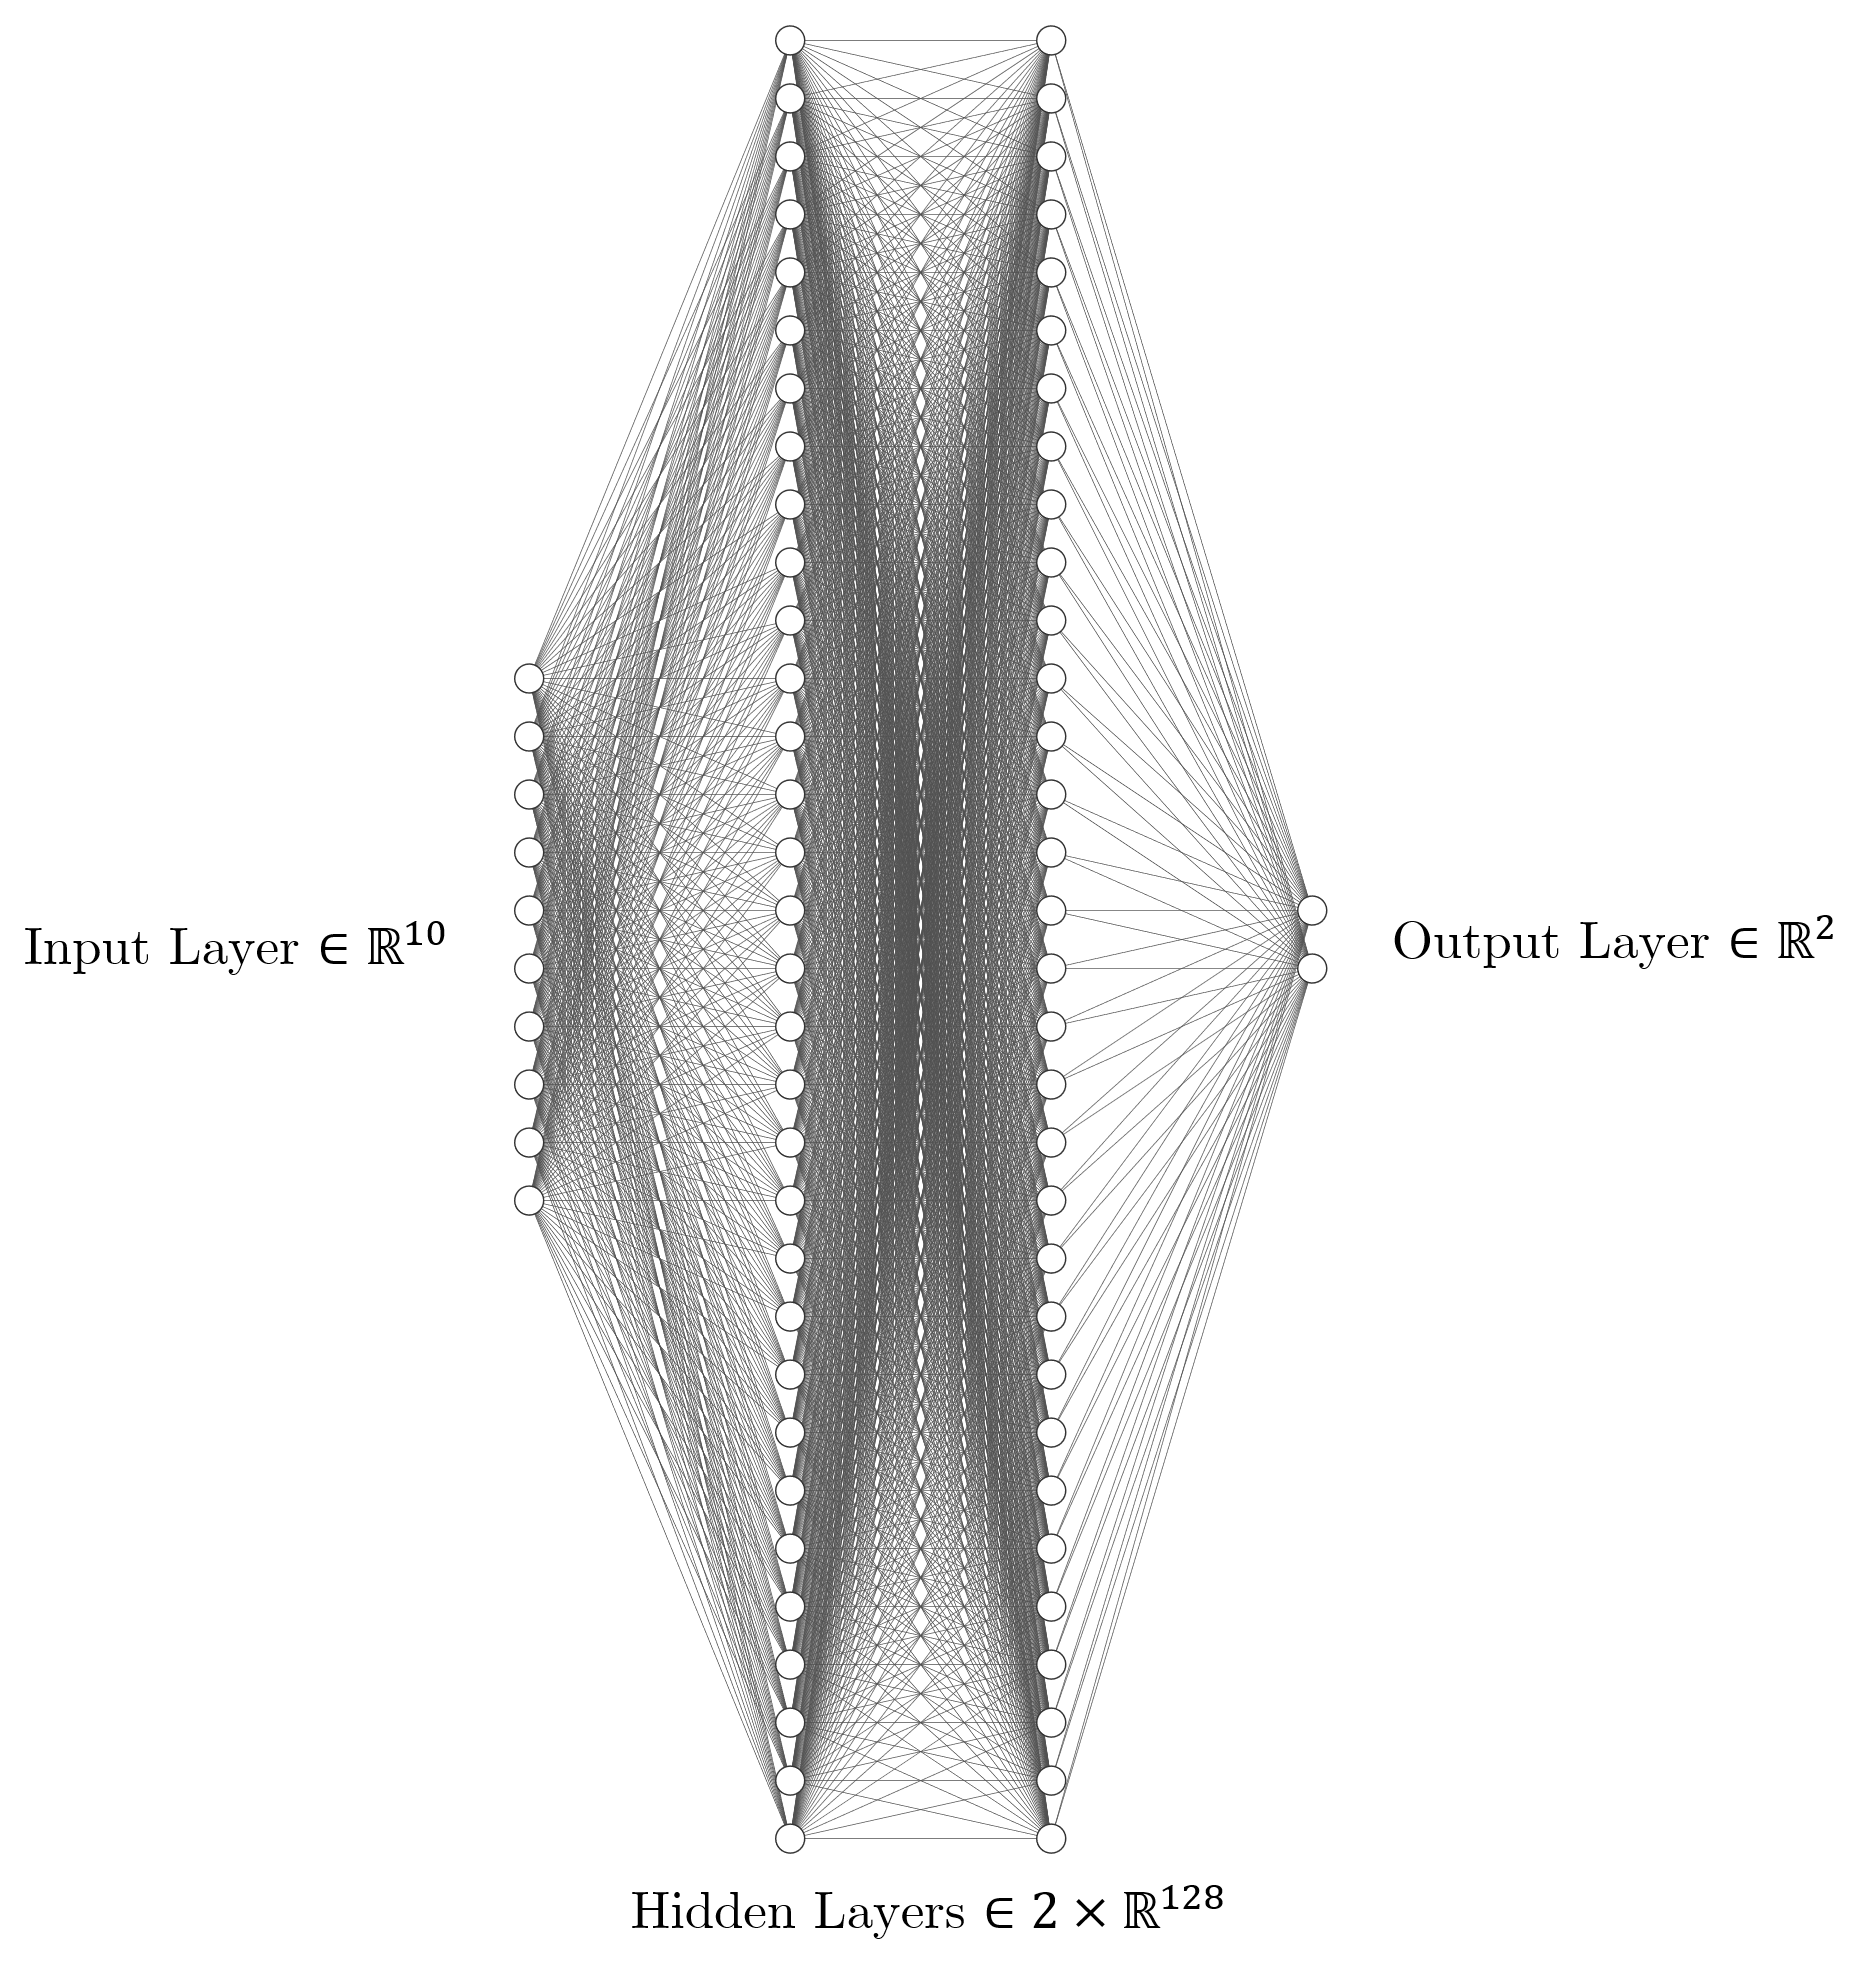 Input Layer ∈ ℝ¹⁰
Output Layer ∈ ℝ²
Hidden Layers ∈ 2 × ℝ¹²⁸